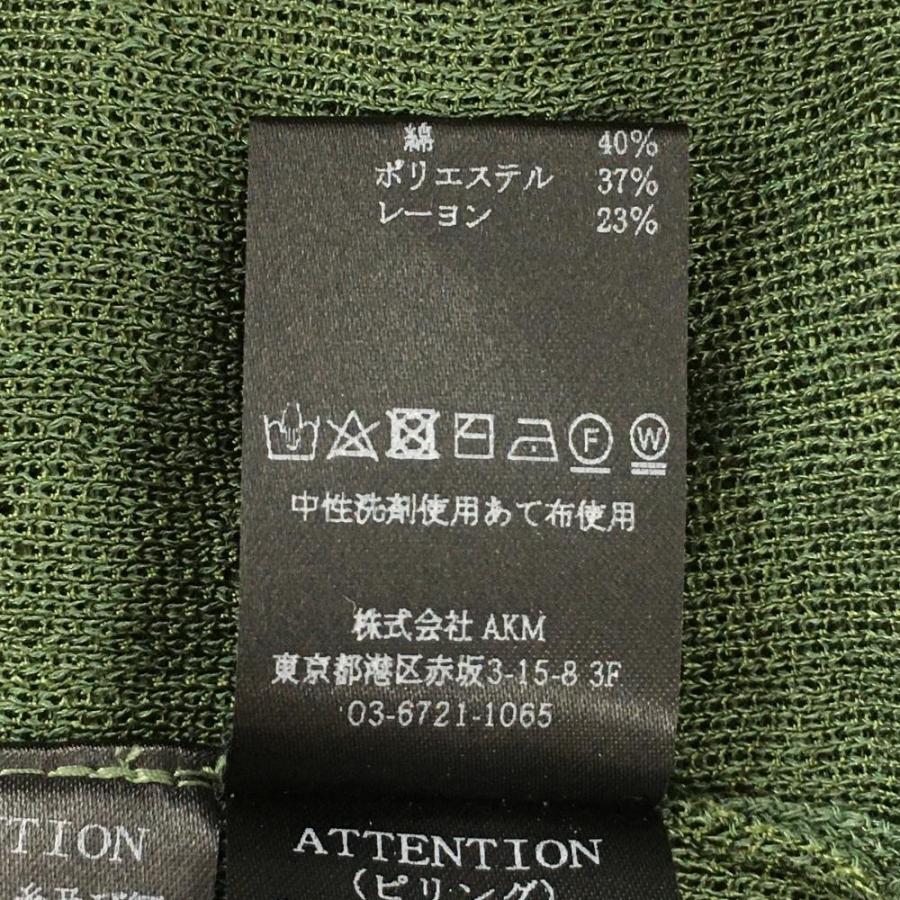 綿 40%
ポリエステル 37%
レーヨン 23%
F W
中性洗剤使用あて布使用
株式会社 AKM
東京都港区赤坂3-15-8 3F
03-6721-1065
TION
ATTENTION
(ピリング)